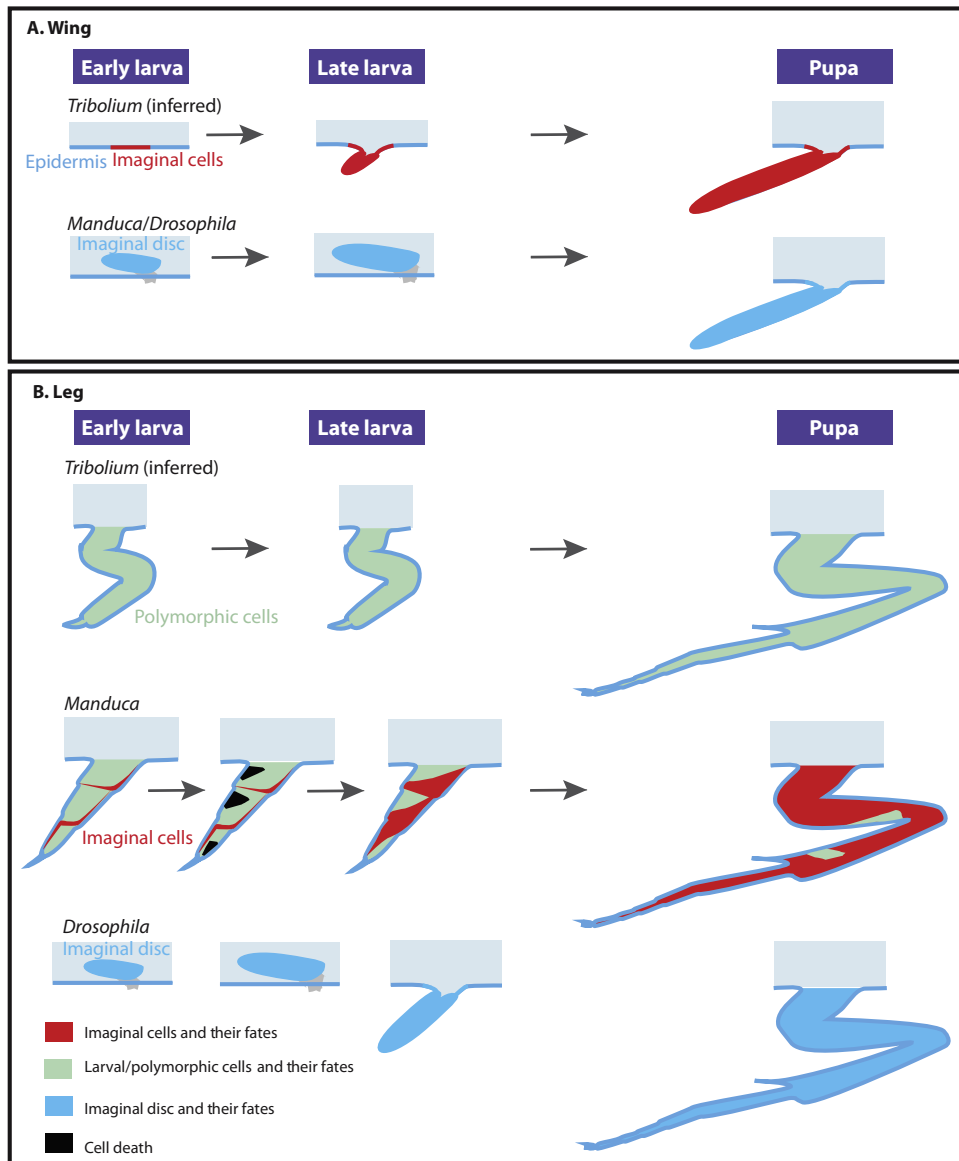 A. Wing
Early larva
Late larva
Pupa
Tribolium (inferred)
Epidermis Imaginal cells
Manduca/Drosophila
Imaginal disc
B. Leg
Early larva
Late larva
Pupa
Tribolium (inferred)
Polymorphic cells
Manduca
Imaginal cells
Drosophila
Imaginal disc
Imaginal cells and their fates
Larval/polymorphic cells and their fates
Imaginal disc and their fates
Cell death